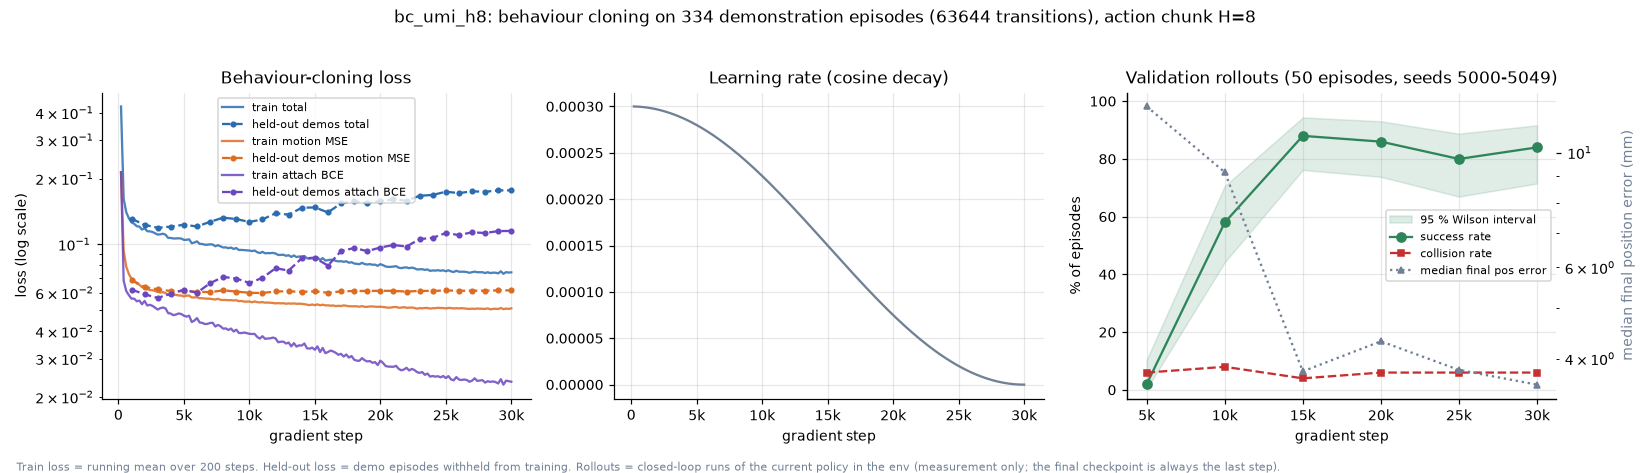 bc_umi_h8: behaviour cloning on 334 demonstration episodes (63644 transitions), action chunk H=8
Behaviour-cloning loss
loss (log scale)
4 × 10⁻¹
3 × 10⁻¹
2 × 10⁻¹
10⁻¹
6 × 10⁻²
4 × 10⁻²
3 × 10⁻²
2 × 10⁻²
train total
held-out demos total
train motion MSE
held-out demos motion MSE
train attach BCE
held-out demos attach BCE
0 5k 10k 15k 20k 25k 30k
gradient step
Learning rate (cosine decay)
0.00030
0.00025
0.00020
0.00015
0.00010
0.00005
0.00000
0 5k 10k 15k 20k 25k 30k
gradient step
Validation rollouts (50 episodes, seeds 5000-5049)
% of episodes
100
80
60
40
20
0
95 % Wilson interval
success rate
collision rate
median final pos error
10¹
6 × 10⁰
4 × 10⁰
median final position error (mm)
5k 10k 15k 20k 25k 30k
gradient step
Train loss = running mean over 200 steps. Held-out loss = demo episodes withheld from training. Rollouts = closed-loop runs of the current policy in the env (measurement only; the final checkpoint is always the last step).